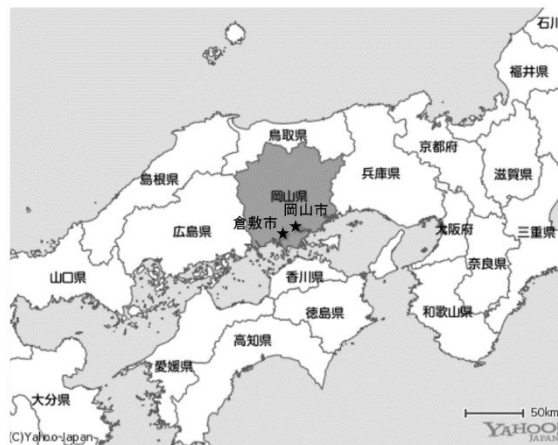 石川
福井県
鳥取県
京都府
兵庫県
滋賀県
島根県
岡山県
岡山市
倉敷市
広島県
大阪府
三重県
奈良県
山口県
香川県
徳島県
和歌山県
高知県
愛媛県
大分県
50km
(C)Yahoo Japan
YAHOO!
JAPAN